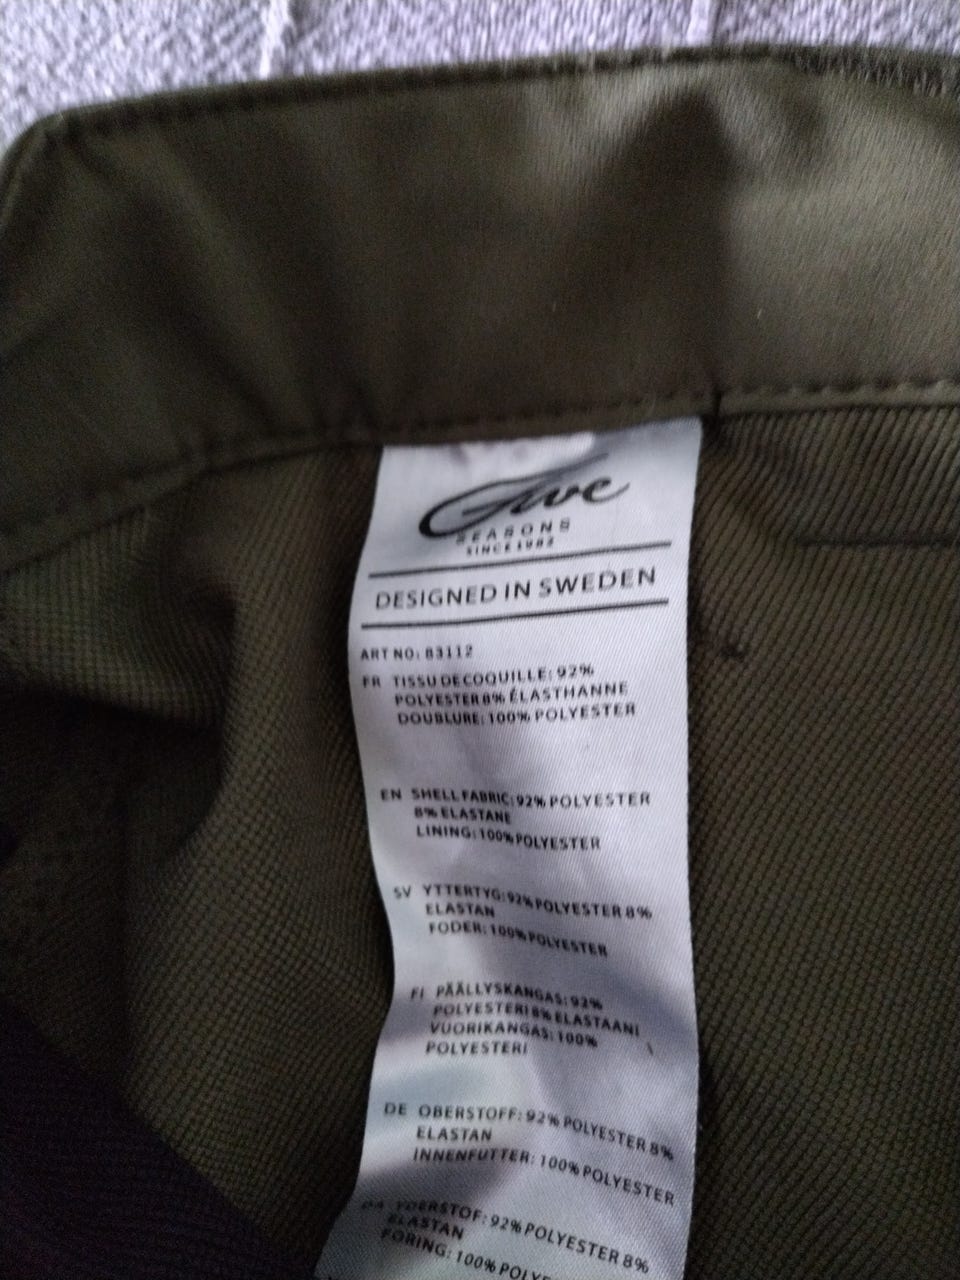 Five
SEASONS
SINCE 1982
DESIGNED IN SWEDEN
ART NO: 83112
FR TISSU DE COQUILLE: 92%
POLYESTER 8% ÉLASTHANNE
DOUBLURE: 100% POLYESTER
EN SHELL FABRIC: 92% POLYESTER
8% ELASTANE
LINING: 100% POLYESTER
SV YTTERTYG: 92% POLYESTER 8%
ELASTAN
FODER: 100% POLYESTER
FI PÄÄLLYSKANGAS: 92%
POLYESTERI 8% ELASTAANI
VUORIKANGAS: 100%
POLYESTERI
DE OBERSTOFF: 92% POLYESTER 8%
ELASTAN
INNENFUTTER: 100% POLYESTER
DA YDERSTOF: 92% POLYESTER 8%
ELASTAN
FORING: 100%